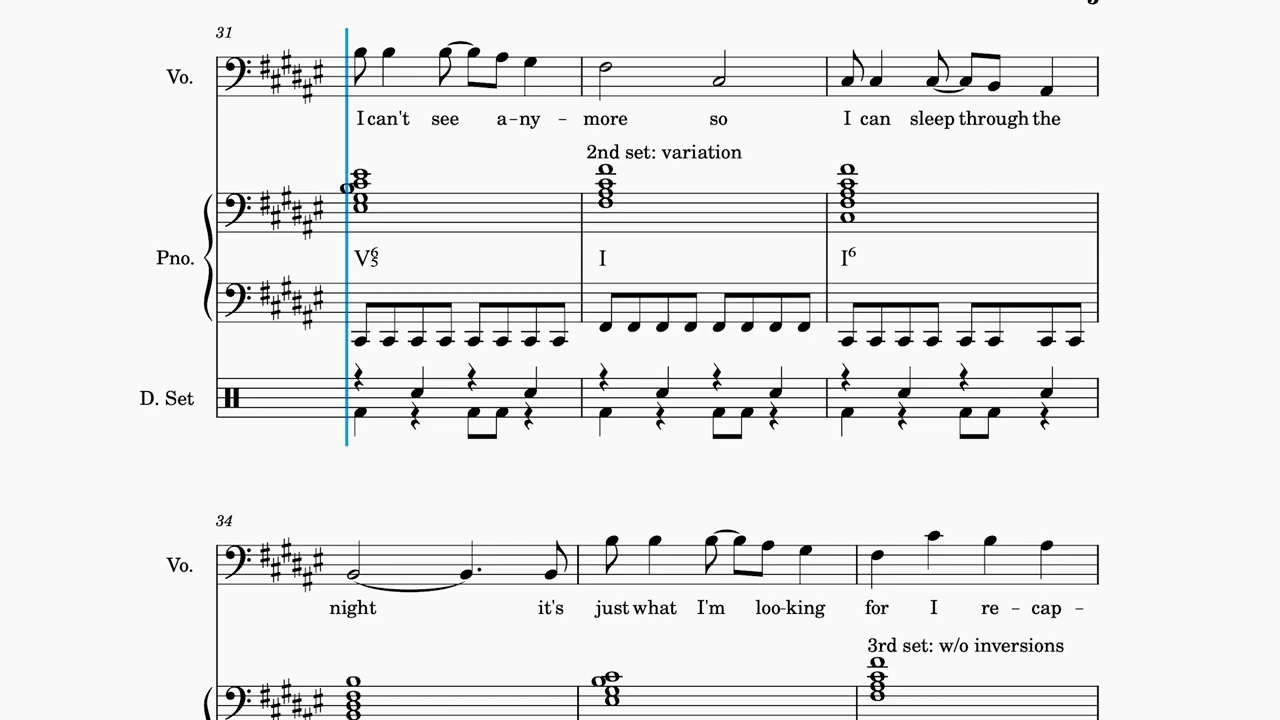 31
Vo.
I can't see a-ny - more so I can sleep through the
2nd set: variation
Pno.
V6 5 I I6
D. Set
34
Vo.
night it's just what I'm loo-king for I re - cap -
3rd set: w/o inversions